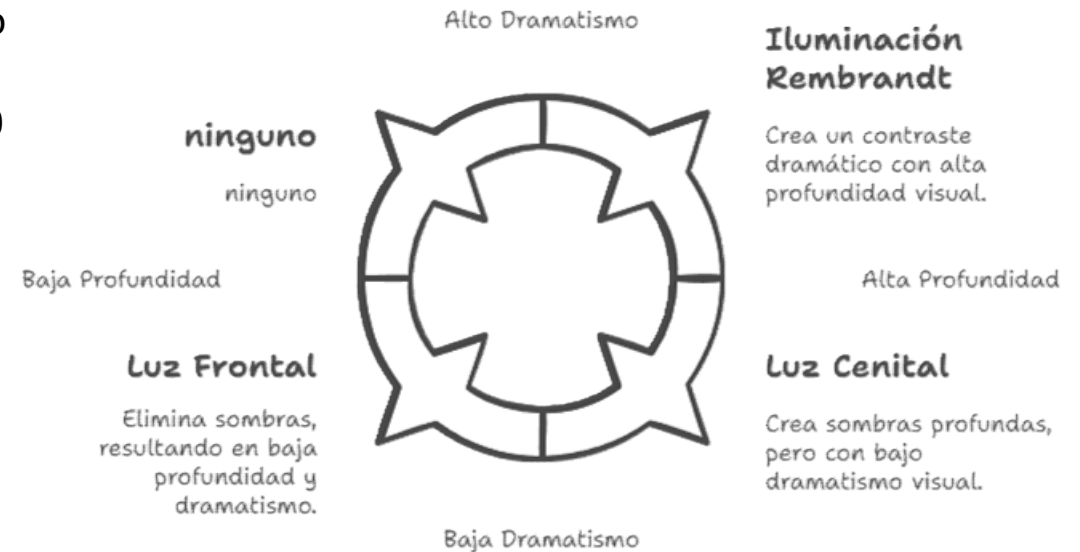 Alto Dramatismo
Iluminación
Rembrandt
Crea un contraste
dramático con alta
profundidad visual.
ninguno
ninguno
Baja Profundidad
Alta Profundidad
Luz Frontal
Elimina sombras,
resultando en baja
profundidad y
dramatismo.
Luz Cenital
Crea sombras profundas,
pero con bajo
dramatismo visual.
Baja Dramatismo